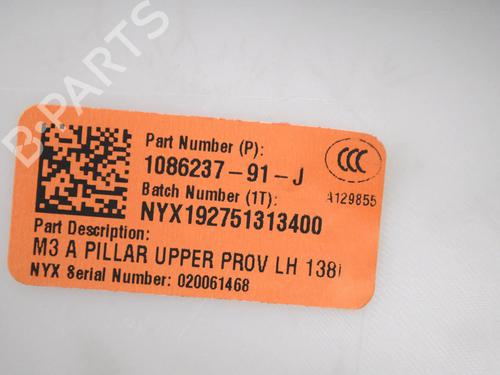 B-PARTS
Part Number (P):
1086237-91-J
Batch Number (1T):
NYX192751313400
Part Description:
M3 A PILLAR UPPER PROV LH 138
NYX Serial Number: 020061468
CCC
A129855